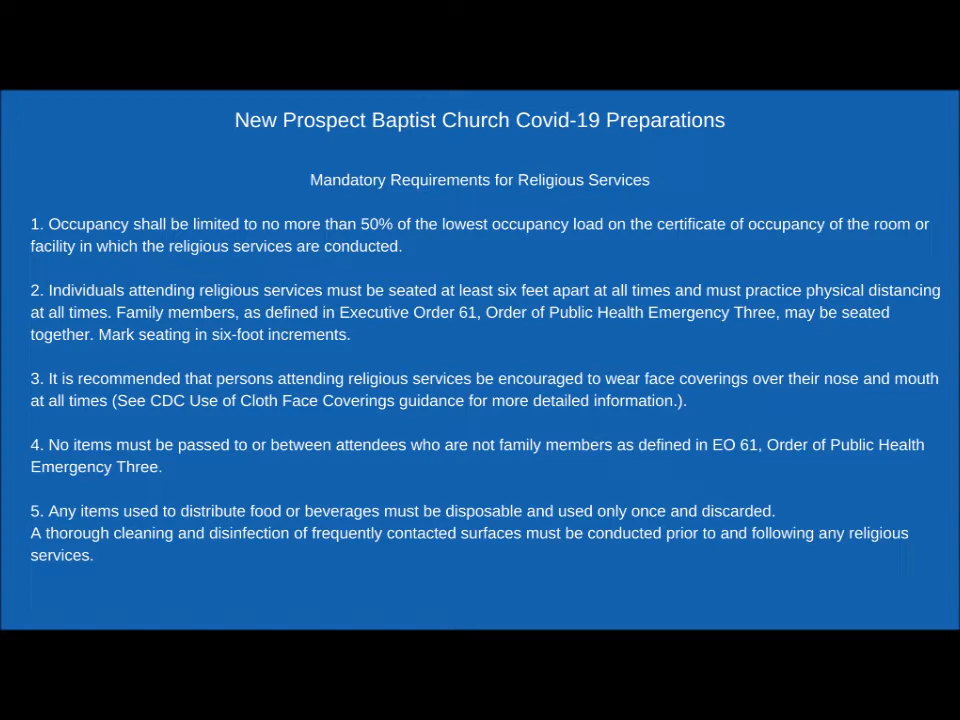 New Prospect Baptist Church Covid-19 Preparations
Mandatory Requirements for Religious Services
1. Occupancy shall be limited to no more than 50% of the lowest occupancy load on the certificate of occupancy of the room or
facility in which the religious services are conducted.
2. Individuals attending religious services must be seated at least six feet apart at all times and must practice physical distancing
at all times. Family members, as defined in Executive Order 61, Order of Public Health Emergency Three, may be seated
together. Mark seating in six-foot increments.
3. It is recommended that persons attending religious services be encouraged to wear face coverings over their nose and mouth
at all times (See CDC Use of Cloth Face Coverings guidance for more detailed information.).
4. No items must be passed to or between attendees who are not family members as defined in EO 61, Order of Public Health
Emergency Three.
5. Any items used to distribute food or beverages must be disposable and used only once and discarded.
A thorough cleaning and disinfection of frequently contacted surfaces must be conducted prior to and following any religious
services.